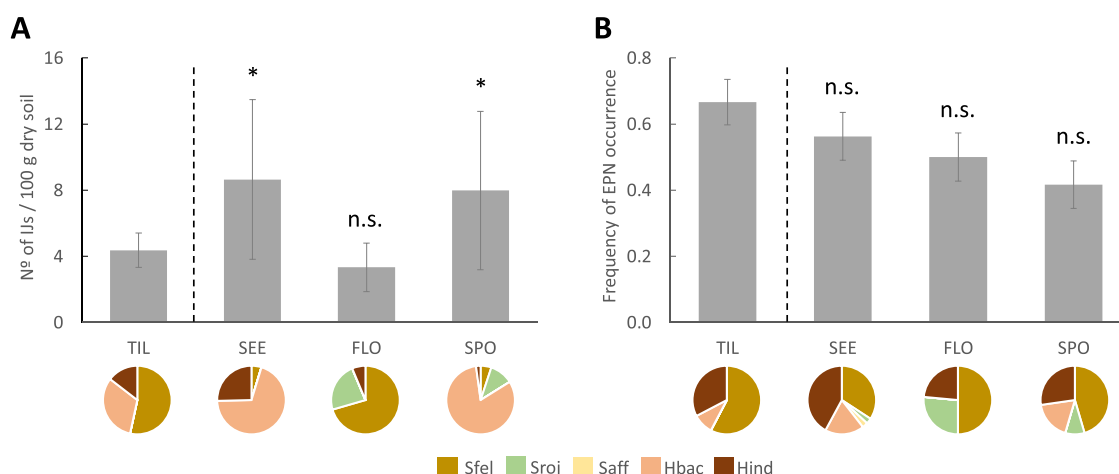 A
Nº of IJs / 100 g dry soil
16
12
8
4
0
*
n.s.
*
TIL SEE FLO SPO
B
Frequency of EPN occurrence
0.8
0.6
0.4
0.2
0.0
n.s.
n.s.
n.s.
TIL SEE FLO SPO
Sfel Sroi Saff Hbac Hind